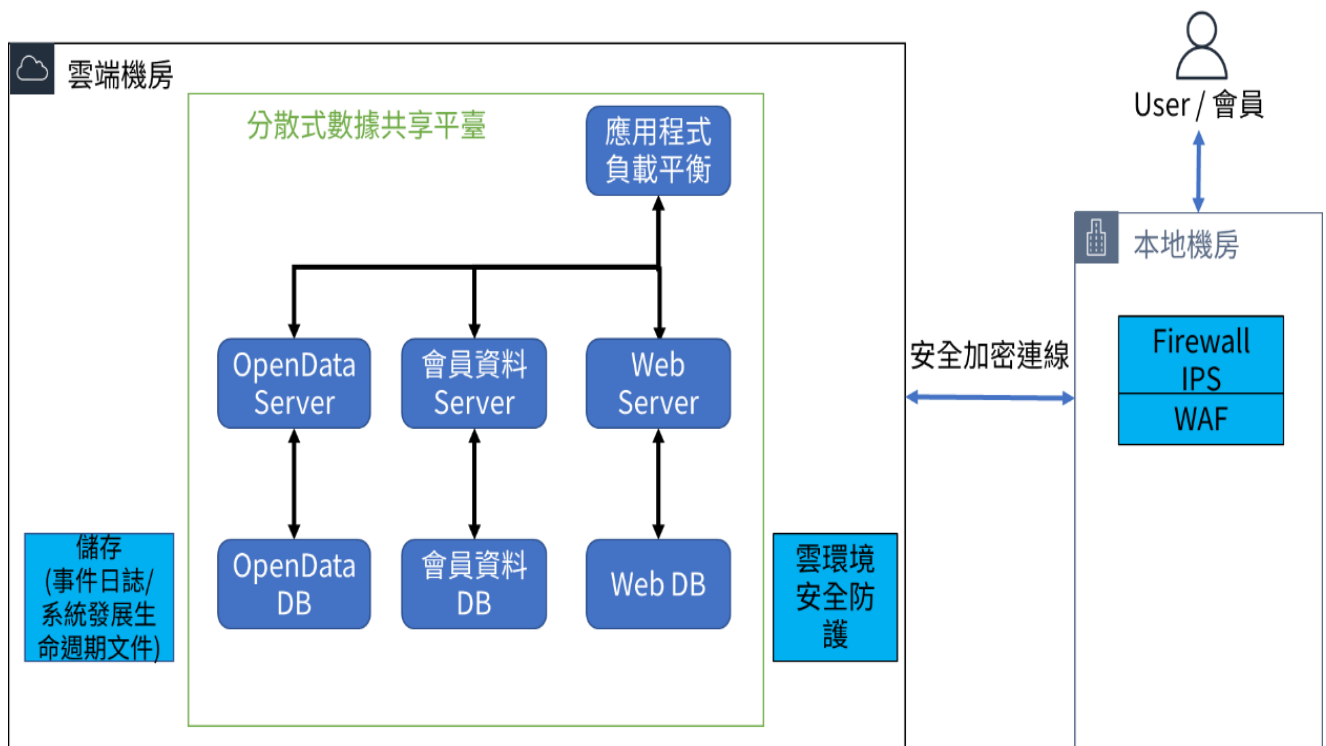 雲端機房
分散式數據共享平臺
應用程式
負載平衡
OpenData
Server
會員資料
Server
Web
Server
OpenData
DB
會員資料
DB
Web DB
儲存
(事件日誌/
系統發展生
命週期文件)
雲環境
安全防
護
安全加密連線
User / 會員
本地機房
Firewall
IPS
WAF